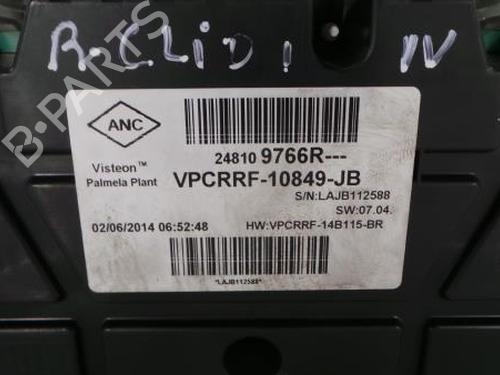 R. CLiO IV
B-PARTS
ANC
Visteon™
Palmela Plant
24810 9766R---
VPCRRF-10849-JB
S/N:LAJB112588
SW:07.04.
02/06/2014 06:52:48
HW:VPCRRF-14B115-BR
*LAJB112588*